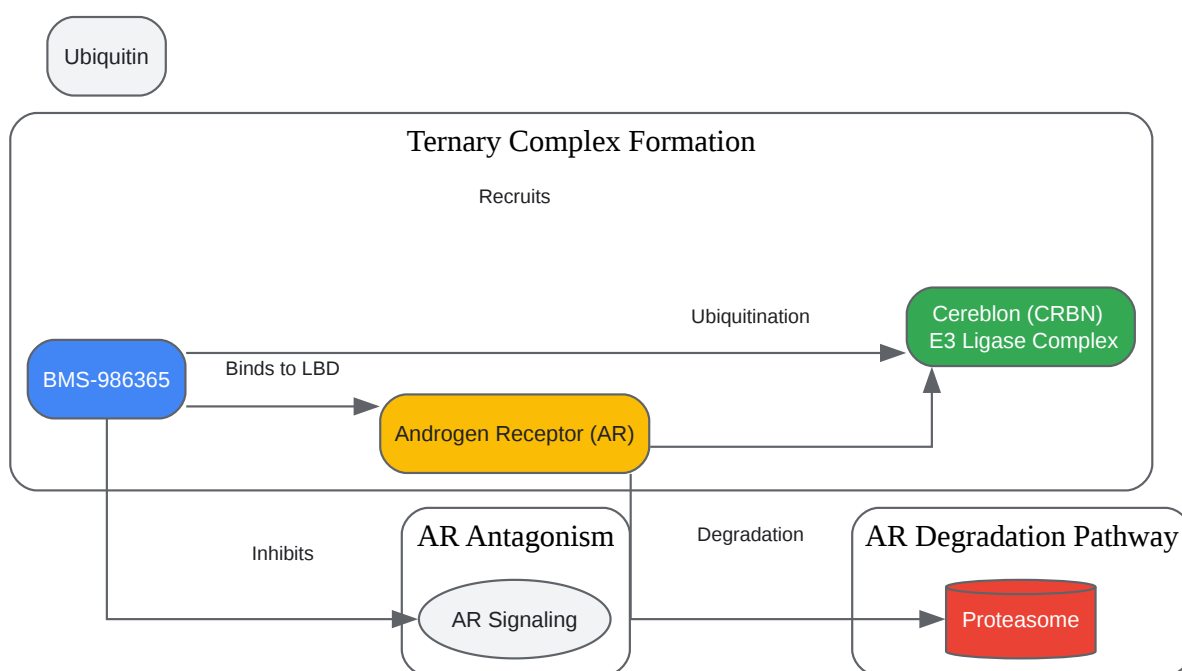 Ubiquitin
Ternary Complex Formation
Recruits
Ubiquitination
Cereblon (CRBN)
E3 Ligase Complex
BMS-986365
Binds to LBD
Androgen Receptor (AR)
Inhibits
AR Antagonism
AR Signaling
Degradation
AR Degradation Pathway
Proteasome